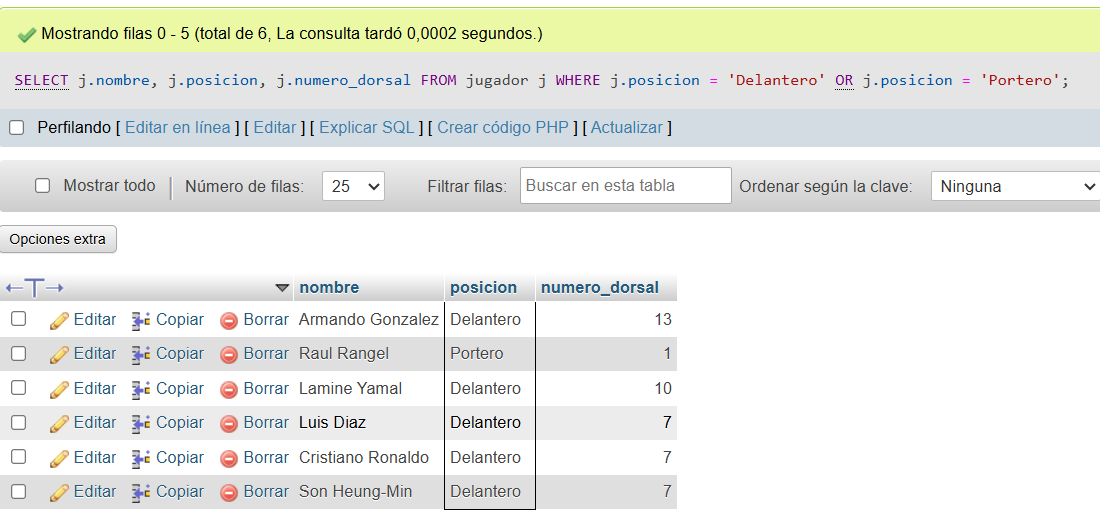 Mostrando filas 0 - 5 (total de 6, La consulta tardó 0,0002 segundos.)
SELECT j.nombre, j.posicion, j.numero_dorsal FROM jugador j WHERE j.posicion = 'Delantero' OR j.posicion = 'Portero';
Perfilando [ Editar en línea ] [ Editar ] [ Explicar SQL ] [ Crear código PHP ] [ Actualizar ]
Mostrar todo | Número de filas: 25 Filtrar filas: Buscar en esta tabla Ordenar según la clave: Ninguna
Opciones extra
←T→ nombre posicion numero_dorsal
Editar Copiar Borrar Armando Gonzalez Delantero 13
Editar Copiar Borrar Raul Rangel Portero 1
Editar Copiar Borrar Lamine Yamal Delantero 10
Editar Copiar Borrar Luis Diaz Delantero 7
Editar Copiar Borrar Cristiano Ronaldo Delantero 7
Editar Copiar Borrar Son Heung-Min Delantero 7